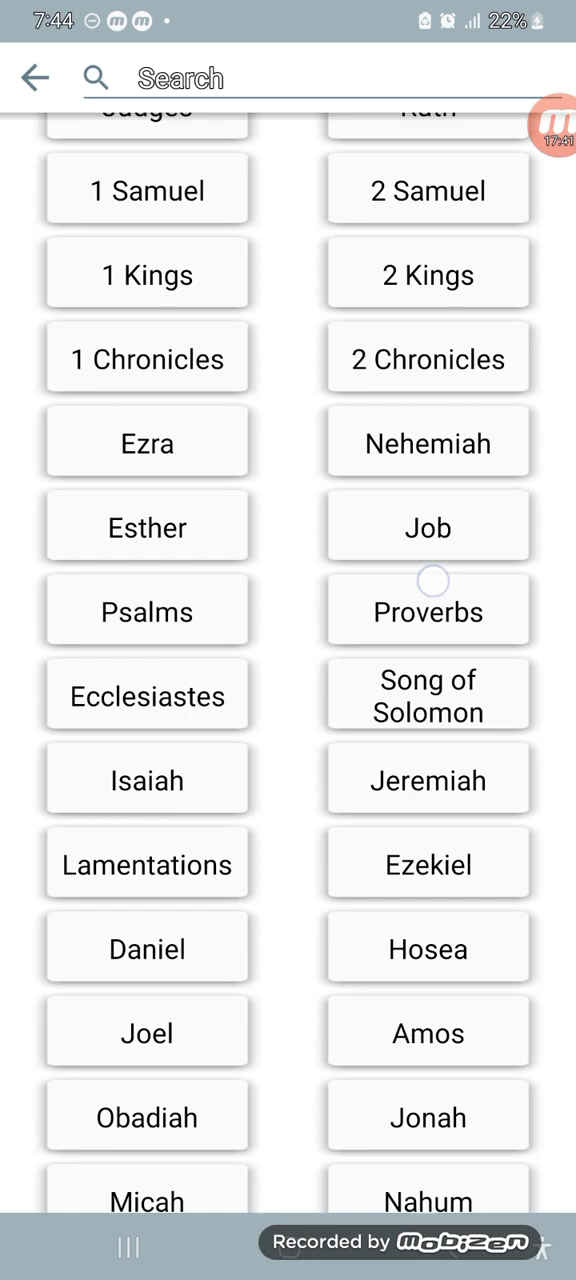 7:44
22%
Search
17:41
Judges Ruth
1 Samuel 2 Samuel
1 Kings 2 Kings
1 Chronicles 2 Chronicles
Ezra Nehemiah
Esther Job
Psalms Proverbs
Ecclesiastes Song of
Solomon
Isaiah Jeremiah
Lamentations Ezekiel
Daniel Hosea
Joel Amos
Obadiah Jonah
Micah Nahum
Recorded by mobizen